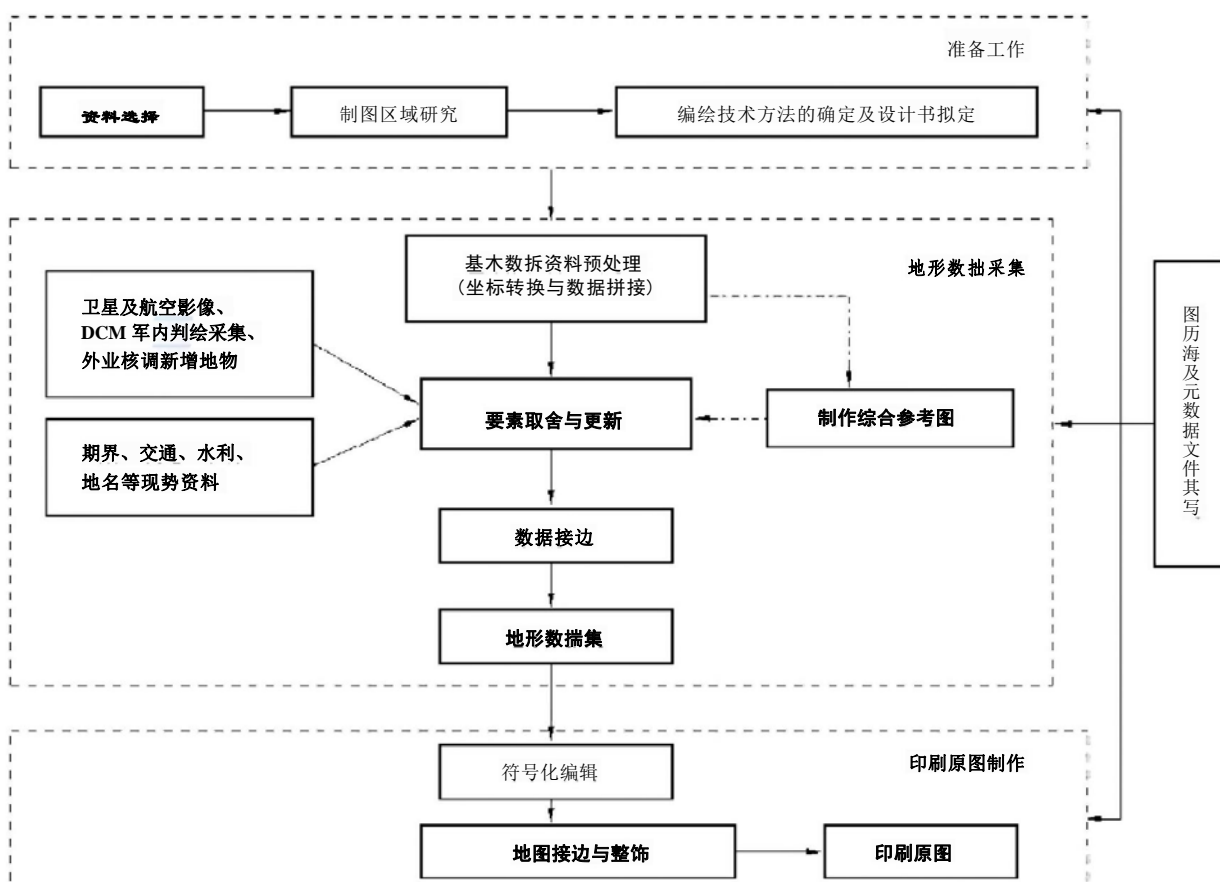 准备工作
资料选择
制图区域研究
编绘技术方法的确定及设计书拟定
基木数拆资料预处理
(坐标转换与数据拼接)
地形数拙采集
卫星及航空影像、
DCM 军内判绘采集、
外业核调新增地物
要素取舍与更新
制作综合参考图
期界、交通、水利、
地名等现势资料
数据接边
地形数揣集
图历海及元数据文件其写
符号化编辑
印刷原图制作
地图接边与整饰
印刷原图